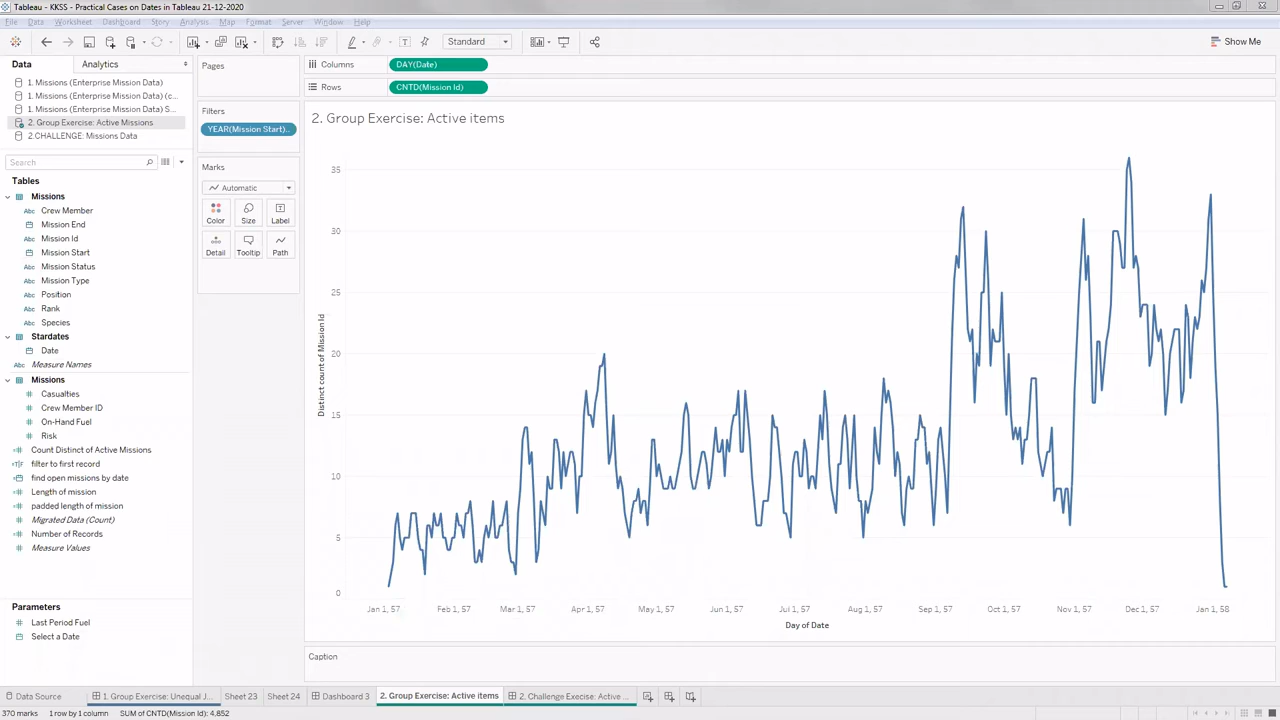 Tableau - KKSS - Practical Cases on Dates in Tableau 21-12-2020
File Data Worksheet Dashboard Story Analysis Map Format Server Window Help
Standard
Show Me
Data Analytics
1. Missions (Enterprise Mission Data)
1. Missions (Enterprise Mission Data) (c...
1. Missions (Enterprise Mission Data) S...
2. Group Exercise: Active Missions
2.CHALLENGE: Missions Data
Search
Tables
Missions
Abc Crew Member
Mission End
Abc Mission Id
Mission Start
Abc Mission Status
Abc Mission Type
Abc Position
Abc Rank
Abc Species
Stardates
Date
Abc Measure Names
Missions
# Casualties
# Crew Member ID
# On-Hand Fuel
# Risk
Count Distinct of Active Missions
filter to first record
find open missions by date
Length of mission
padded length of mission
Migrated Data (Count)
Number of Records
# Measure Values
Parameters
# Last Period Fuel
Select a Date
Pages
Filters
YEAR(Mission Start)..
Marks
Automatic
Color Size Label
Detail Tooltip Path
Columns DAY(Date)
Rows CNTD(Mission Id)
2. Group Exercise: Active items
Distinct count of Mission Id
35
30
25
20
15
10
5
0
Jan 1, 57 Feb 1, 57 Mar 1, 57 Apr 1, 57 May 1, 57 Jun 1, 57 Jul 1, 57 Aug 1, 57 Sep 1, 57 Oct 1, 57 Nov 1, 57 Dec 1, 57 Jan 1, 58
Day of Date
Caption
Data Source 1. Group Exercise: Unequal J... Sheet 23 Sheet 24 Dashboard 3 2. Group Exercise: Active items 2. Challenge Execise: Active ...
370 marks 1 row by 1 column SUM of CNTD(Mission Id): 4,852